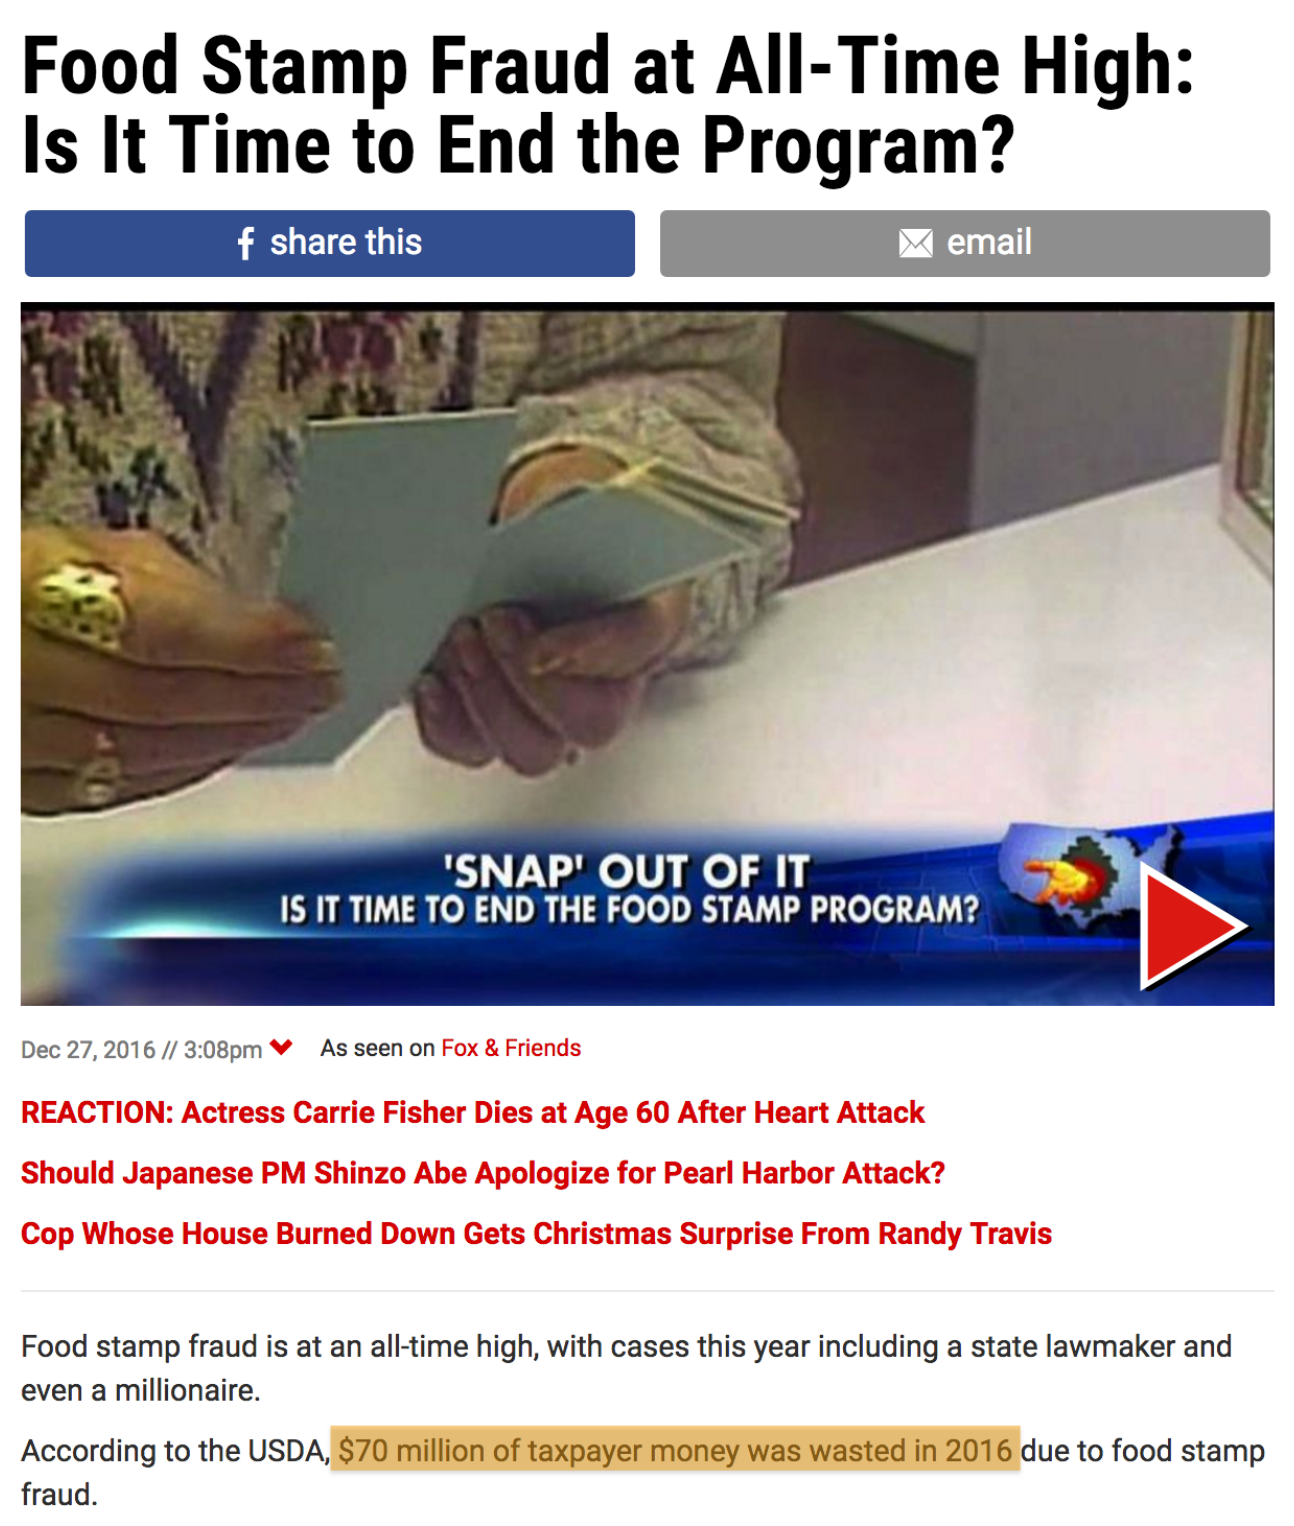 Food Stamp Fraud at All-Time High:
Is It Time to End the Program?
f share this
email
'SNAP' OUT OF IT
IS IT TIME TO END THE FOOD STAMP PROGRAM?
Dec 27, 2016 // 3:08pm As seen on Fox & Friends
REACTION: Actress Carrie Fisher Dies at Age 60 After Heart Attack
Should Japanese PM Shinzo Abe Apologize for Pearl Harbor Attack?
Cop Whose House Burned Down Gets Christmas Surprise From Randy Travis
Food stamp fraud is at an all-time high, with cases this year including a state lawmaker and
even a millionaire.
According to the USDA, $70 million of taxpayer money was wasted in 2016 due to food stamp
fraud.